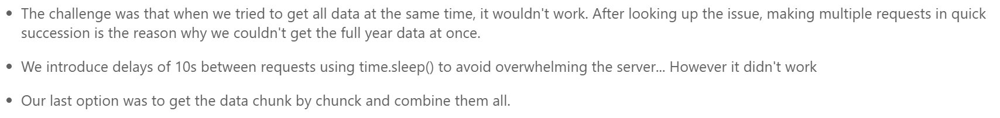 The challenge was that when we tried to get all data at the same time, it wouldn't work. After looking up the issue, making multiple requests in quick
succession is the reason why we couldn't get the full year data at once.
We introduce delays of 10s between requests using time.sleep() to avoid overwhelming the server... However it didn't work
Our last option was to get the data chunk by chunck and combine them all.